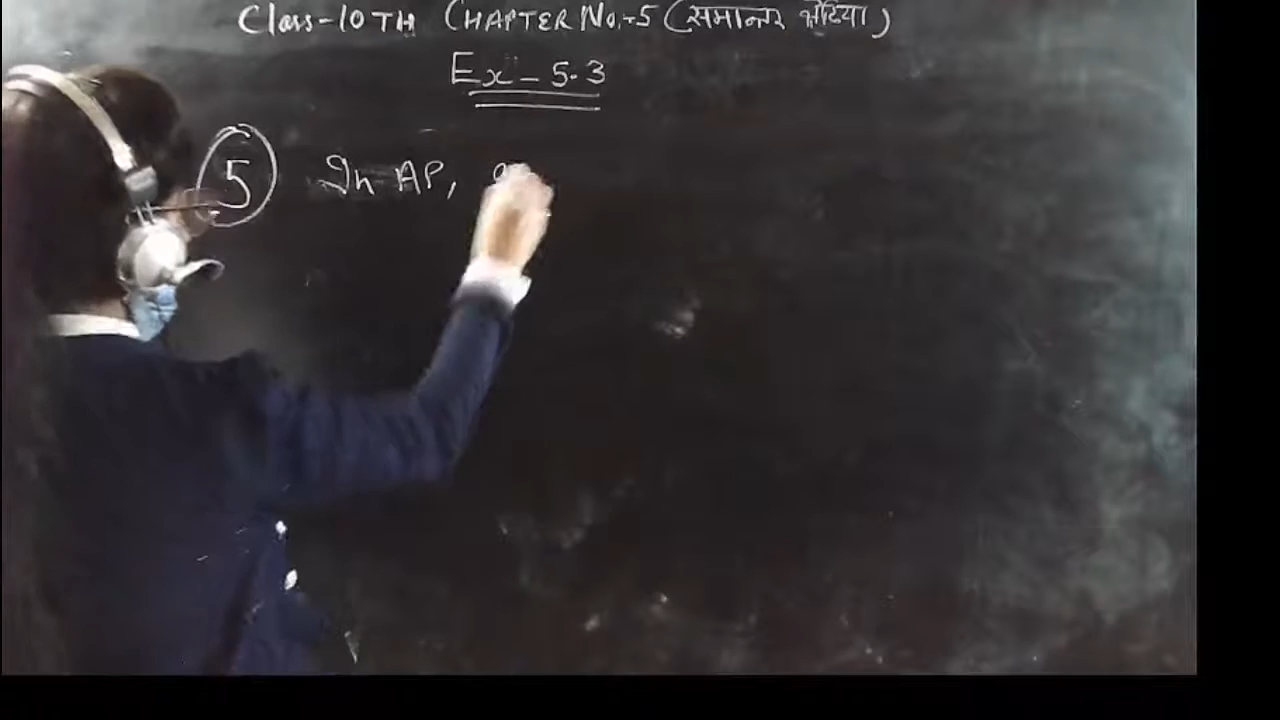 Class-10TH CHAPTER No.-5 (समान्तर श्रेढियां)
Ex - 5.3
5 In AP,